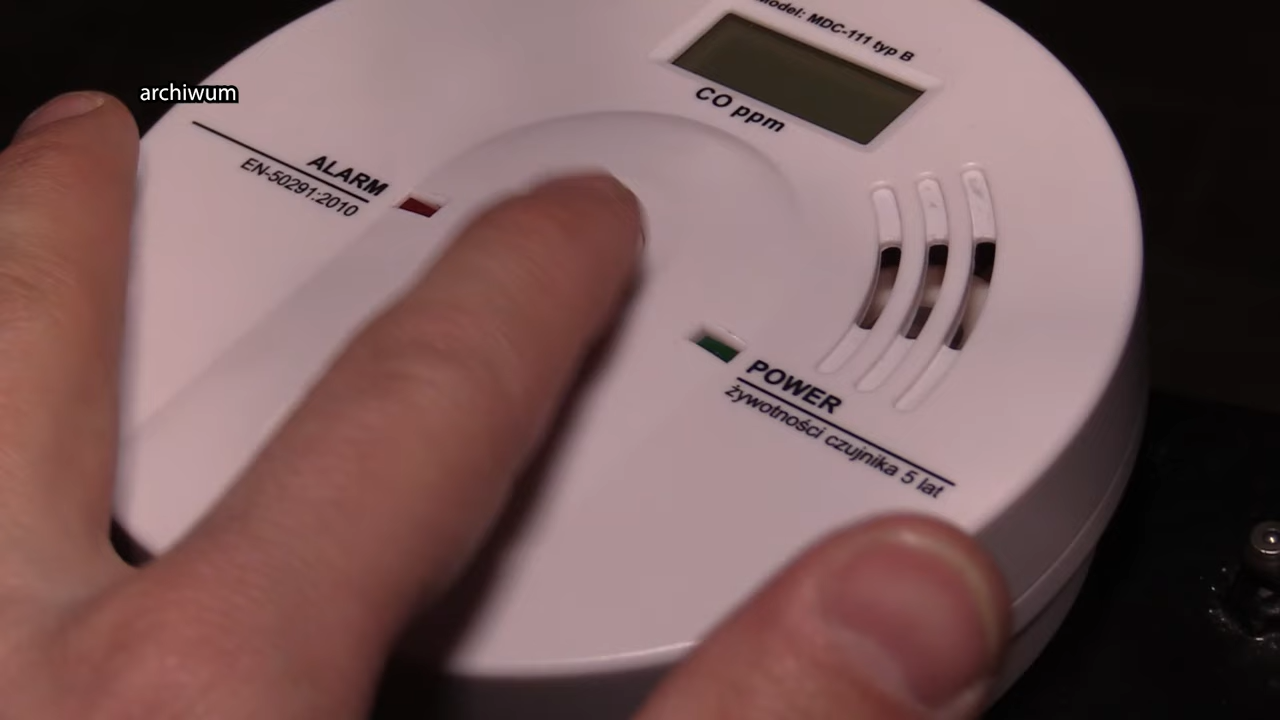 archiwum
Model: MDC-111 typ B
CO ppm
ALARM
EN-50291:2010
POWER
żywotności czujnika 5 lat